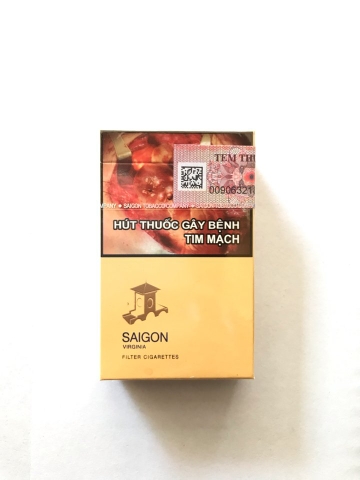 TEM THU
00906321
SAIGON TOBACCO COMPANY
HÚT THUỐC GÂY BỆNH
TIM MẠCH
SAIGON
VIRGINIA
FILTER CIGARETTES